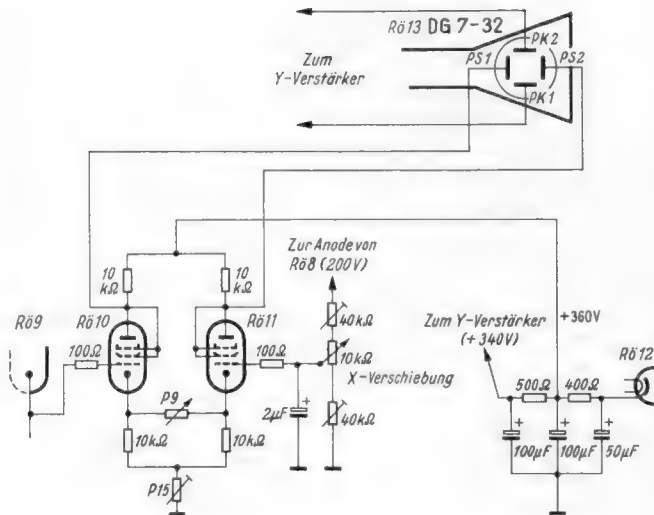 Rö13 DG 7-32
PK2
Zum
Y-Verstärker
PS1
PS2
PK1
10
kΩ
10
kΩ
Zur Anode von
Rö8 (200V)
40kΩ
Zum Y-Verstärker
(+340V)
+360V
Rö12
Rö9
Rö10
Rö11
100Ω
100Ω
10kΩ
X-Verschiebung
500Ω
400Ω
P9
2µF
+
40kΩ
10kΩ
10kΩ
+
100µF
+
100µF
+
50µF
P15